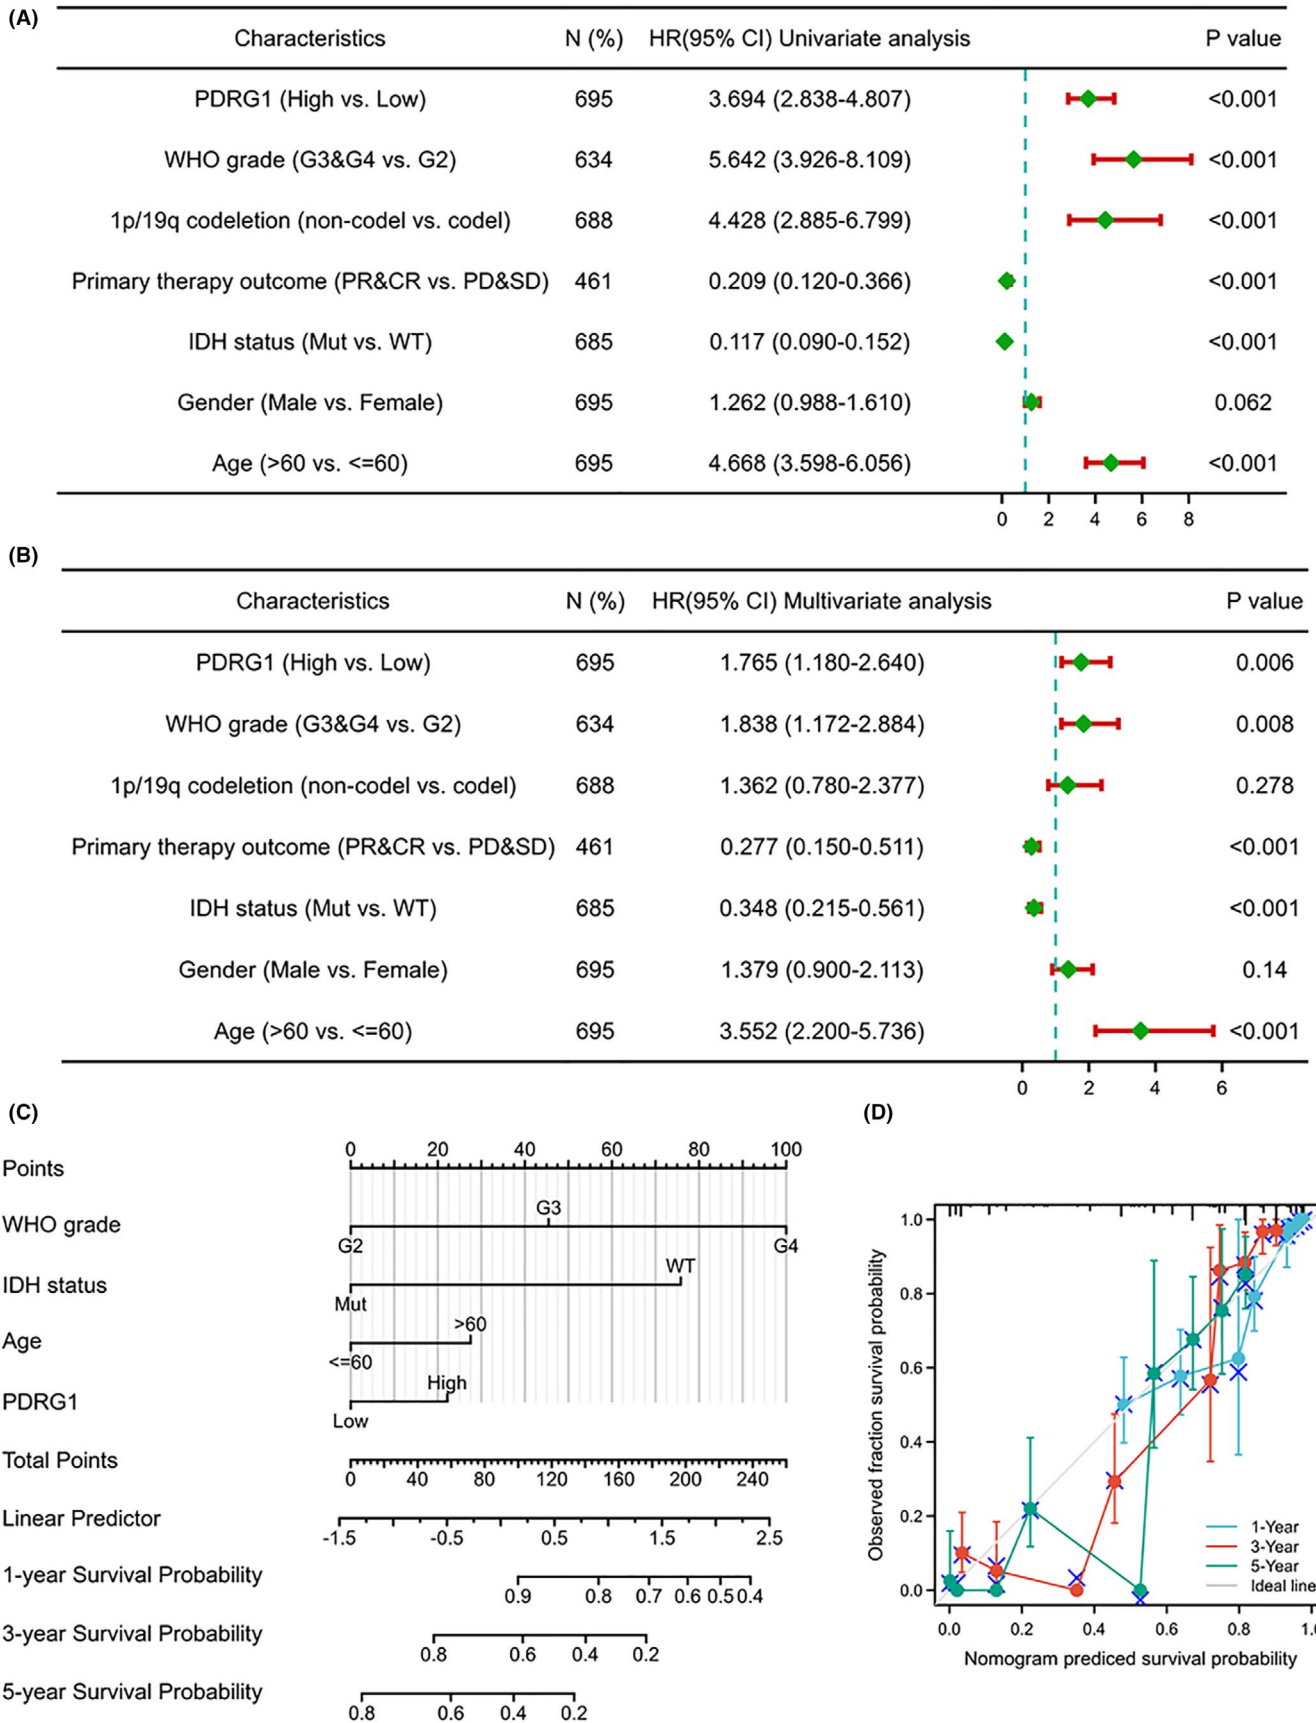 (A)
Characteristics N (%) HR(95% CI) Univariate analysis P value
PDRG1 (High vs. Low) 695 3.694 (2.838-4.807) <0.001
WHO grade (G3&G4 vs. G2) 634 5.642 (3.926-8.109) <0.001
1p/19q codeletion (non-codel vs. codel) 688 4.428 (2.885-6.799) <0.001
Primary therapy outcome (PR&CR vs. PD&SD) 461 0.209 (0.120-0.366) <0.001
IDH status (Mut vs. WT) 685 0.117 (0.090-0.152) <0.001
Gender (Male vs. Female) 695 1.262 (0.988-1.610) 0.062
Age (>60 vs. <=60) 695 4.668 (3.598-6.056) <0.001
0 2 4 6 8
(B)
Characteristics N (%) HR(95% CI) Multivariate analysis P value
PDRG1 (High vs. Low) 695 1.765 (1.180-2.640) 0.006
WHO grade (G3&G4 vs. G2) 634 1.838 (1.172-2.884) 0.008
1p/19q codeletion (non-codel vs. codel) 688 1.362 (0.780-2.377) 0.278
Primary therapy outcome (PR&CR vs. PD&SD) 461 0.277 (0.150-0.511) <0.001
IDH status (Mut vs. WT) 685 0.348 (0.215-0.561) <0.001
Gender (Male vs. Female) 695 1.379 (0.900-2.113) 0.14
Age (>60 vs. <=60) 695 3.552 (2.200-5.736) <0.001
0 2 4 6
(C)
0 20 40 60 80 100
Points
G3
WHO grade
G2 G4
WT
IDH status
Mut
>60
Age
<=60
High
PDRG1
Low
Total Points
0 40 80 120 160 200 240
Linear Predictor
-1.5 -0.5 0.5 1.5 2.5
1-year Survival Probability
0.9 0.8 0.7 0.6 0.5 0.4
3-year Survival Probability
0.8 0.6 0.4 0.2
5-year Survival Probability
0.8 0.6 0.4 0.2
(D)
Observed fraction survival probability
1.0
0.8
0.6
0.4
0.2
0.0
1-Year
3-Year
5-Year
Ideal line
0.0 0.2 0.4 0.6 0.8 1.0
Nomogram prediced survival probability